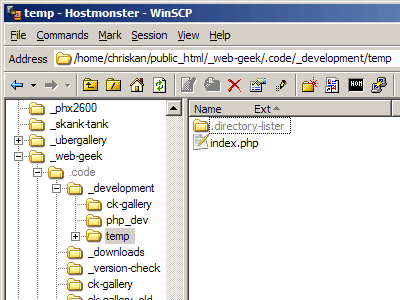 temp - Hostmonster - WinSCP
File Commands Mark Session View Help
Address /home/chriskan/public_html/_web-geek/.code/_development/temp
_phx2600
_skank-tank
_ubergallery
_web-geek
.code
_development
ck-gallery
php_dev
temp
_downloads
_version-check
ck-gallery
ck-gallery_old
Name Ext
.directory-lister
index.php